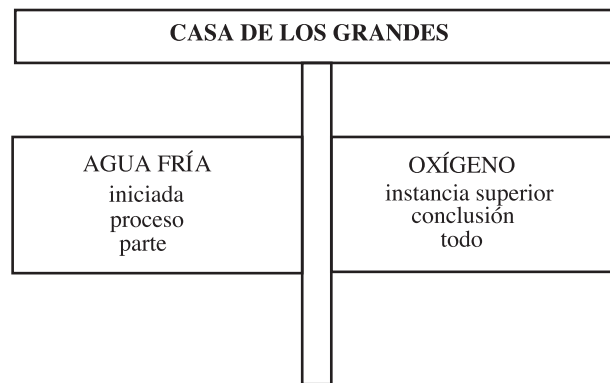 CASA DE LOS GRANDES
AGUA FRÍA
iniciada
proceso
parte
OXÍGENO
instancia superior
conclusión
todo